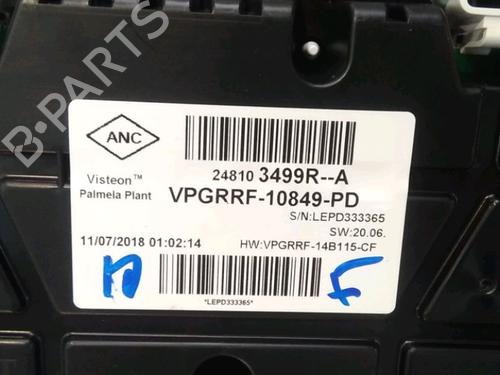 B-PARTS
ANC
Visteon™
Palmela Plant
24810 3499R--A
VPGRRF-10849-PD
S/N:LEPD333365
SW:20.06.
11/07/2018 01:02:14
HW:VPGRRF-14B115-CF
F
*LEPD333365*